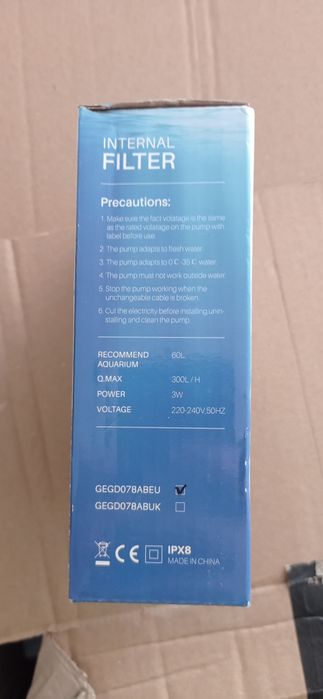 INTERNAL
FILTER
Precautions:
1. Make sure the fact volatage is the same
as the rated volatage on the pump with
label before use.
2. The pump adapts to fresh water.
3. The pump adapts to 0℃-35℃ water.
4. The pump must not work outside water.
5. Stop the pump working when the
unchangeable cable is broken.
6. Cut the electricity before installing, unin-
stalling and clean the pump.
RECOMMEND 60L
AQUARIUM
Q.MAX 300L / H
POWER 3W
VOLTAGE 220-240V,50HZ
GEGD078ABEU
GEGD078ABUK
CE IPX8
MADE IN CHINA